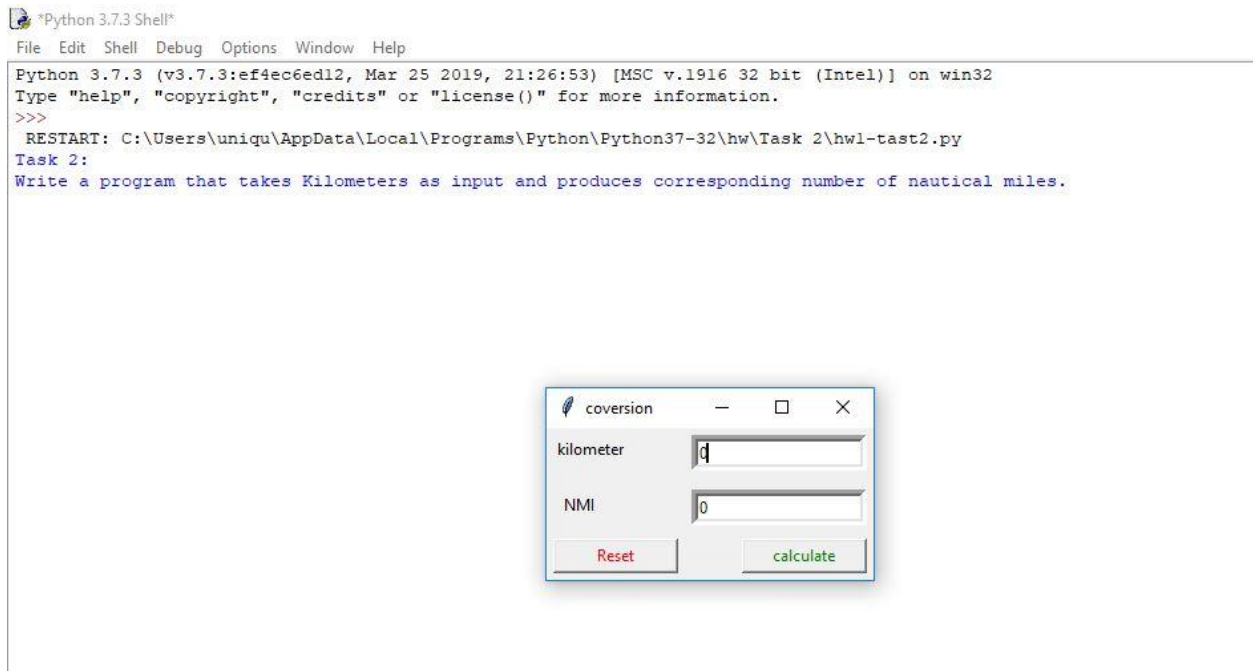 *Python 3.7.3 Shell*
File Edit Shell Debug Options Window Help
Python 3.7.3 (v3.7.3:ef4ec6ed12, Mar 25 2019, 21:26:53) [MSC v.1916 32 bit (Intel)] on win32
Type "help", "copyright", "credits" or "license()" for more information.
>>>
RESTART: C:\Users\uniqu\AppData\Local\Programs\Python\Python37-32\hw\Task 2\hw1-tast2.py
Task 2:
Write a program that takes Kilometers as input and produces corresponding number of nautical miles.
coversion
kilometer 0
NMI 0
Reset calculate